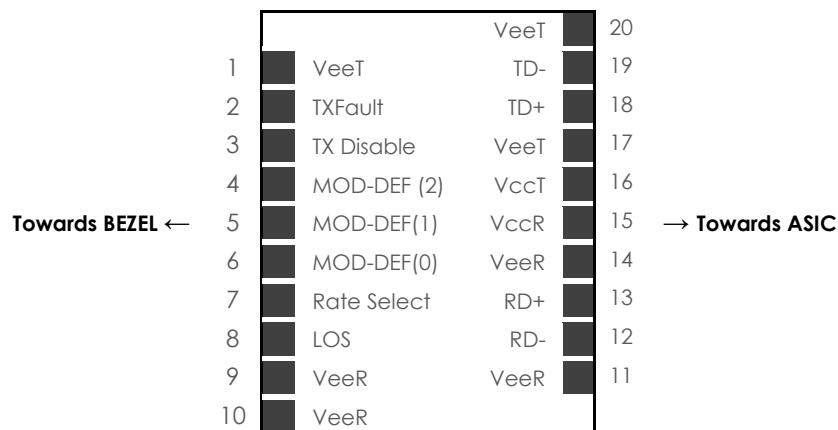 VeeT 20
1 VeeT TD- 19
2 TXFault TD+ 18
3 TX Disable VeeT 17
4 MOD-DEF (2) VccT 16
Towards BEZEL ← 5 MOD-DEF(1) VccR 15 → Towards ASIC
6 MOD-DEF(0) VeeR 14
7 Rate Select RD+ 13
8 LOS RD- 12
9 VeeR VeeR 11
10 VeeR